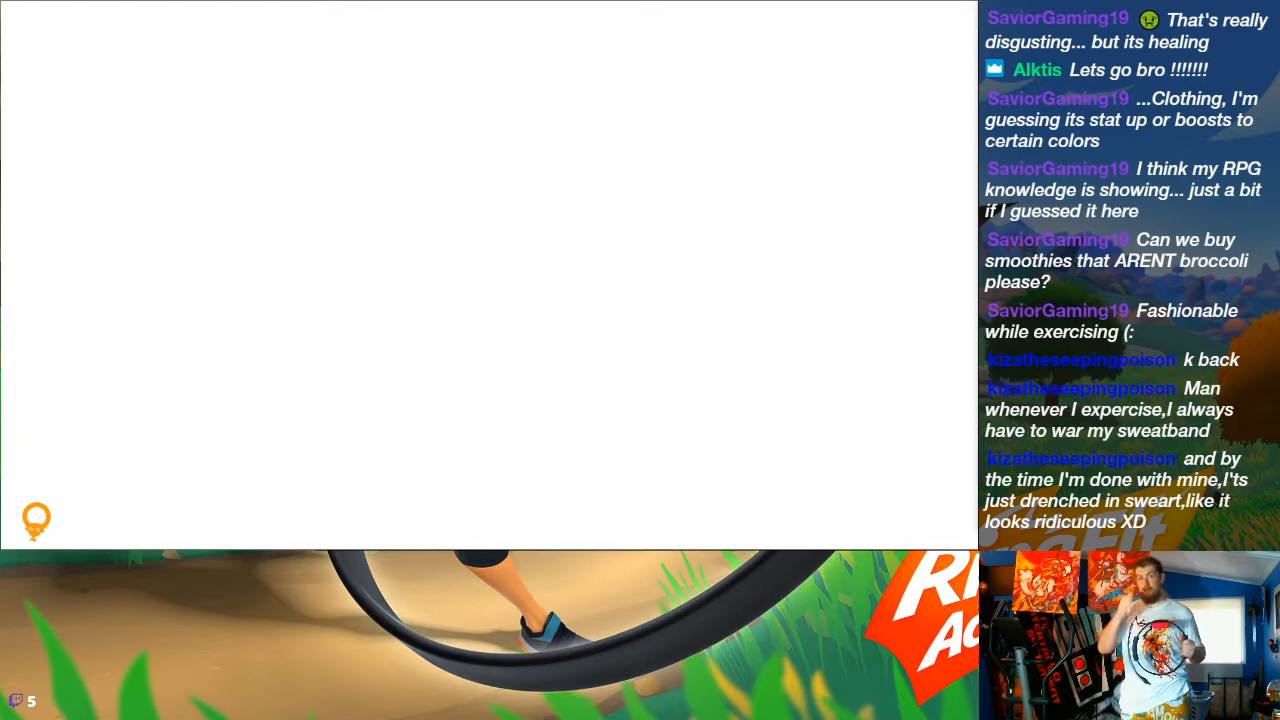 SaviorGaming19 That's really
disgusting... but its healing
Alktis Lets go bro !!!!!!!
SaviorGaming19 ...Clothing, I'm
guessing its stat up or boosts to
certain colors
SaviorGaming19 I think my RPG
knowledge is showing... just a bit
if I guessed it here
SaviorGaming19 Can we buy
smoothies that ARENT broccoli
please?
SaviorGaming19 Fashionable
while exercising (:
kizatheseepingpoison k back
kizatheseepingpoison Man
whenever I expercise,I always
have to war my sweatband
kizatheseepingpoison and by
the time I'm done with mine,I'ts
just drenched in sweart,like it
looks ridiculous XD
5